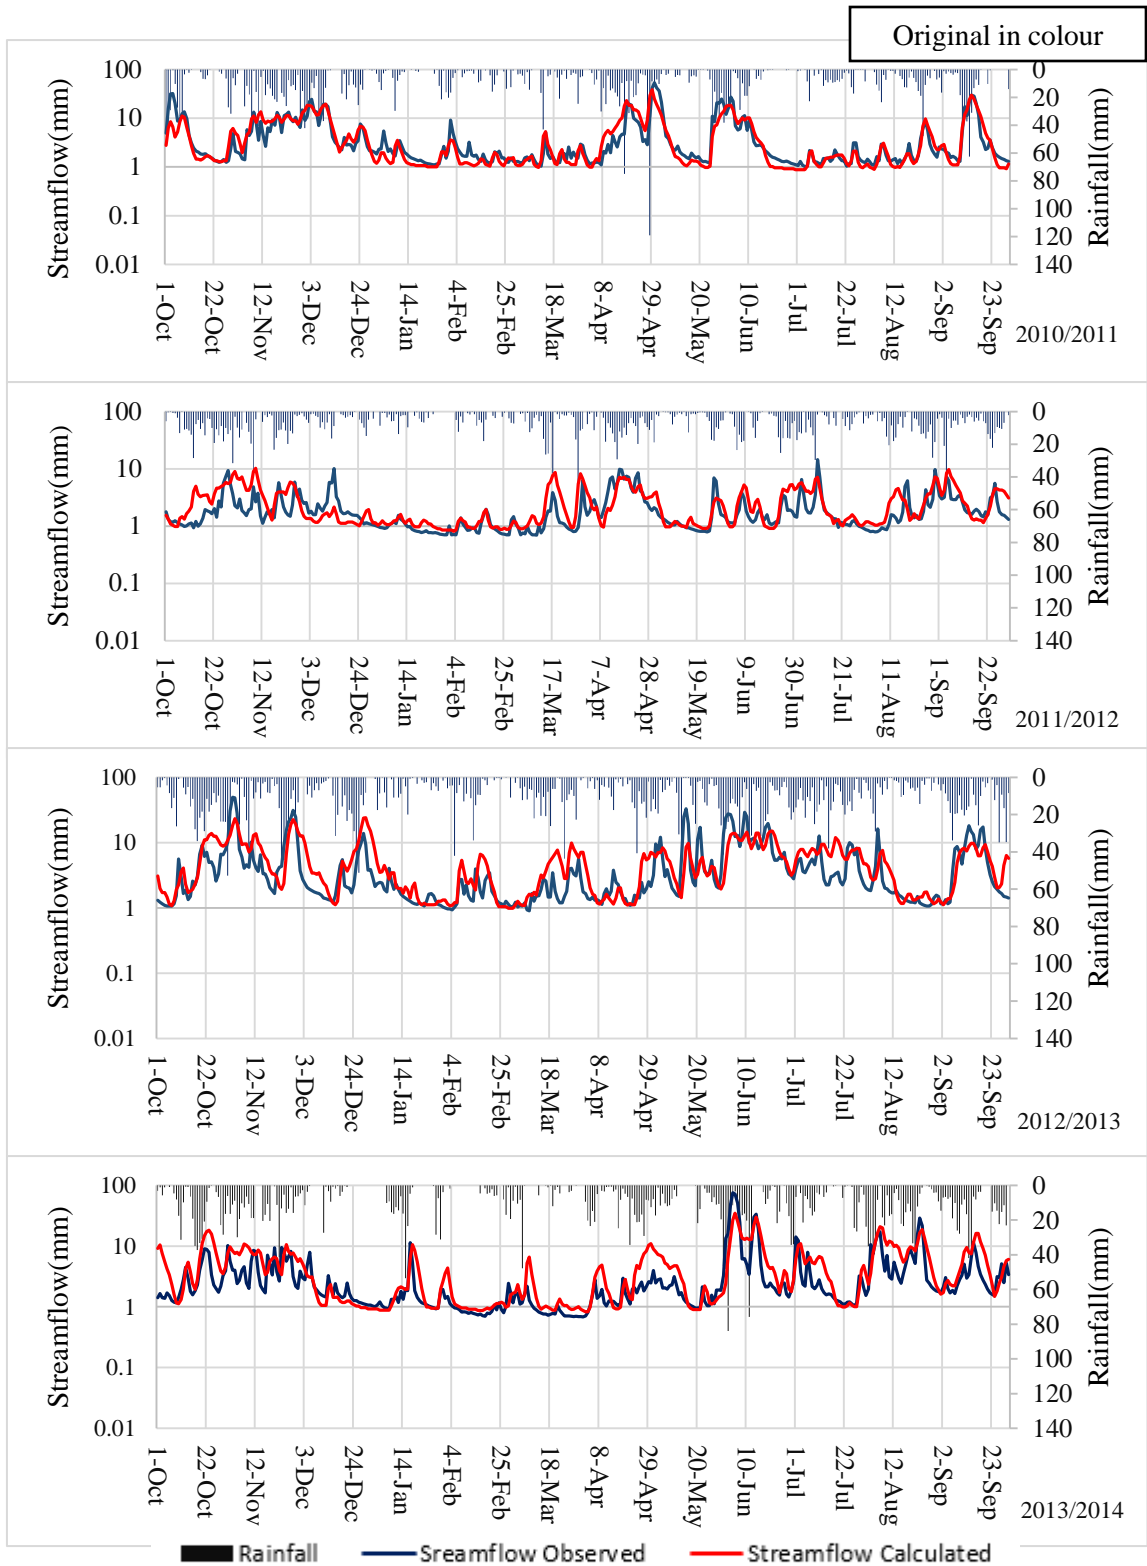 Original in colour
Streamflow(mm)
100
10
1
0.1
0.01
0
20
40
60
80
100
120
140
Rainfall(mm)
1-Oct
22-Oct
12-Nov
3-Dec
24-Dec
14-Jan
4-Feb
25-Feb
18-Mar
8-Apr
29-Apr
20-May
10-Jun
1-Jul
22-Jul
12-Aug
2-Sep
23-Sep
2010/2011
Streamflow(mm)
100
10
1
0.1
0.01
0
20
40
60
80
100
120
140
Rainfall(mm)
1-Oct
22-Oct
12-Nov
3-Dec
24-Dec
14-Jan
4-Feb
25-Feb
17-Mar
7-Apr
28-Apr
19-May
9-Jun
30-Jun
21-Jul
11-Aug
1-Sep
22-Sep
2011/2012
Streamflow(mm)
100
10
1
0.1
0.01
0
20
40
60
80
100
120
140
Rainfall(mm)
1-Oct
22-Oct
12-Nov
3-Dec
24-Dec
14-Jan
4-Feb
25-Feb
18-Mar
8-Apr
29-Apr
20-May
10-Jun
1-Jul
22-Jul
12-Aug
2-Sep
23-Sep
2012/2013
Streamflow(mm)
100
10
1
0.1
0.01
0
20
40
60
80
100
120
140
Rainfall(mm)
1-Oct
22-Oct
12-Nov
3-Dec
24-Dec
14-Jan
4-Feb
25-Feb
18-Mar
8-Apr
29-Apr
20-May
10-Jun
1-Jul
22-Jul
12-Aug
2-Sep
23-Sep
2013/2014
Rainfall
Sreamflow Observed
Streamflow Calculated